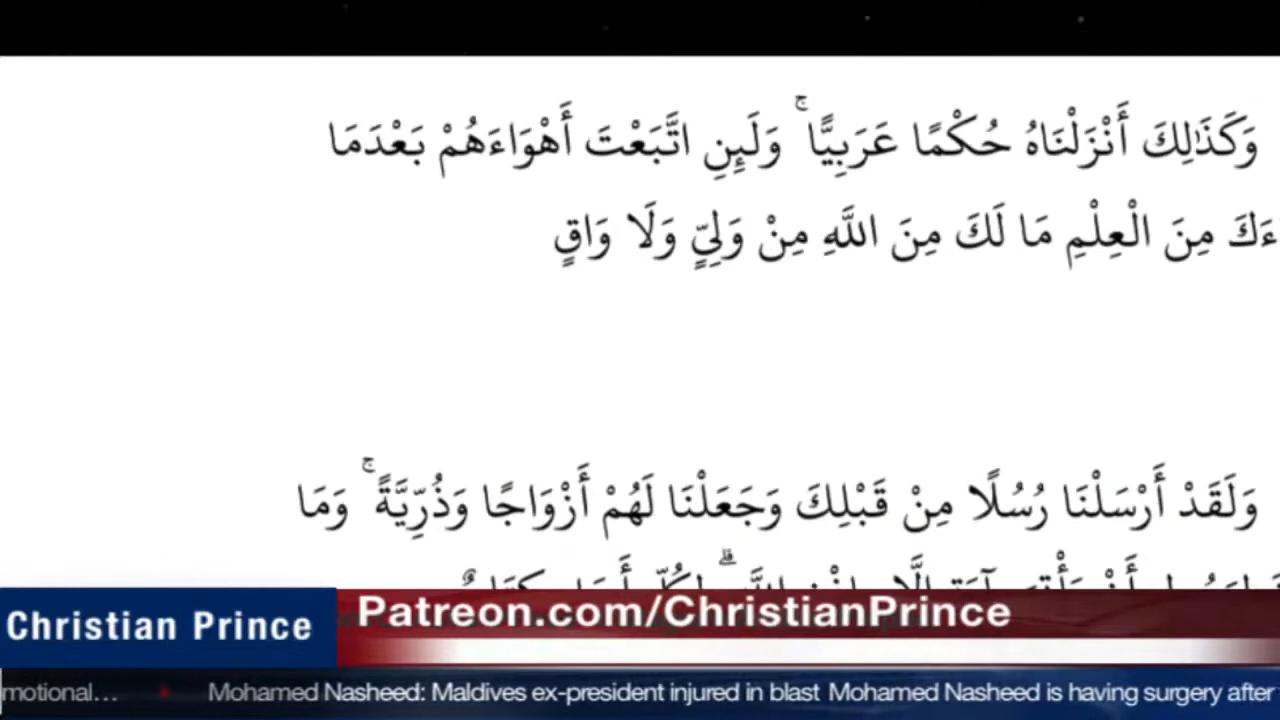 وَكَذَٰلِكَ أَنْزَلْنَاهُ حُكْمًا عَرَبِيًّا ۚ وَلَئِنِ اتَّبَعْتَ أَهْوَاءَهُمْ بَعْدَمَا
ءَكَ مِنَ الْعِلْمِ مَا لَكَ مِنَ اللَّهِ مِنْ وَلِيٍّ وَلَا وَاقٍ
وَلَقَدْ أَرْسَلْنَا رُسُلًا مِنْ قَبْلِكَ وَجَعَلْنَا لَهُمْ أَزْوَاجًا وَذُرِّيَّةً ۚ وَمَا
Christian Prince
Patreon.com/ChristianPrince
motional… Mohamed Nasheed: Maldives ex-president injured in blast Mohamed Nasheed is having surgery after